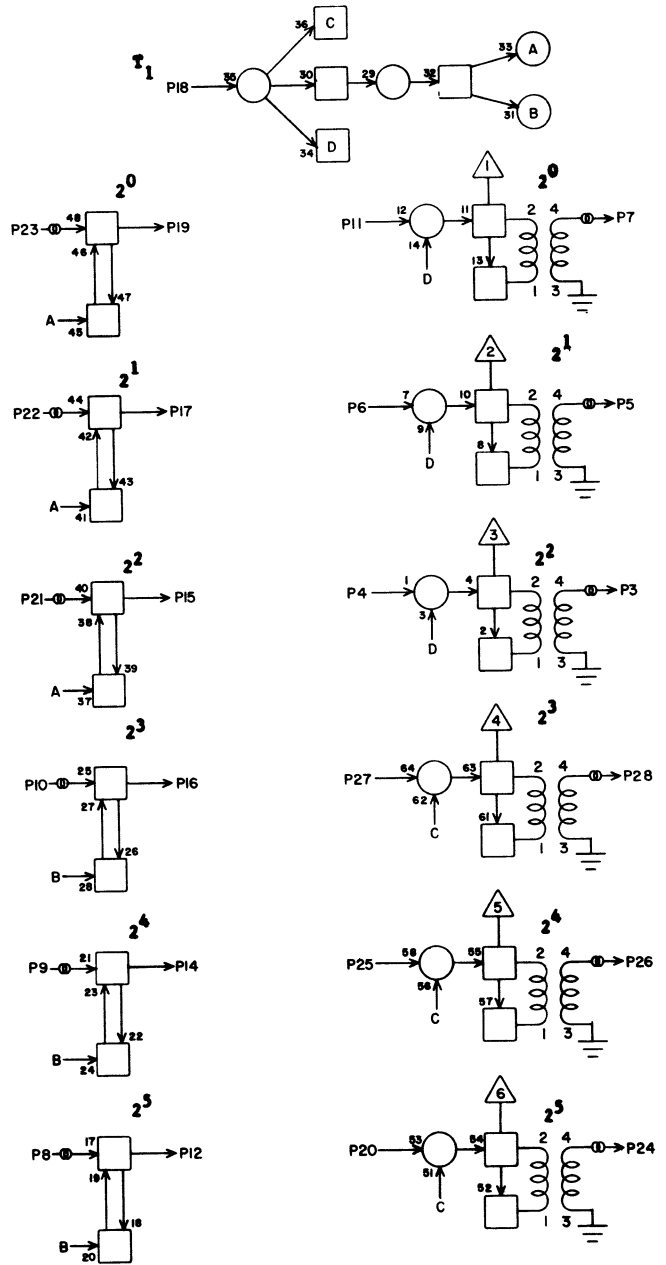 T1
P18 35 36 C
30 29 32 33 A
31 B
34 D
2^0
P23 48 P19
46 47
A 45
2^1
P22 44 P17
42 43
A 41
2^2
P21 40 P15
38 39
A 37
2^3
P10 25 P16
27 26
B 28
2^4
P9 21 P14
23 22
B 24
2^5
P8 17 P12
19 18
B 20
1 2^0
P11 12 11 2 4 P7
14 13
D 1 3
2 2^1
P6 7 10 2 4 P5
9 8
D 1 3
3 2^2
P4 1 4 2 4 P3
3 2
D 1 3
4 2^3
P27 64 63 2 4 P28
62 61
C 1 3
5 2^4
P25 58 55 2 4 P26
56 57
C 1 3
6 2^5
P20 53 54 2 4 P24
51 52
C 1 3